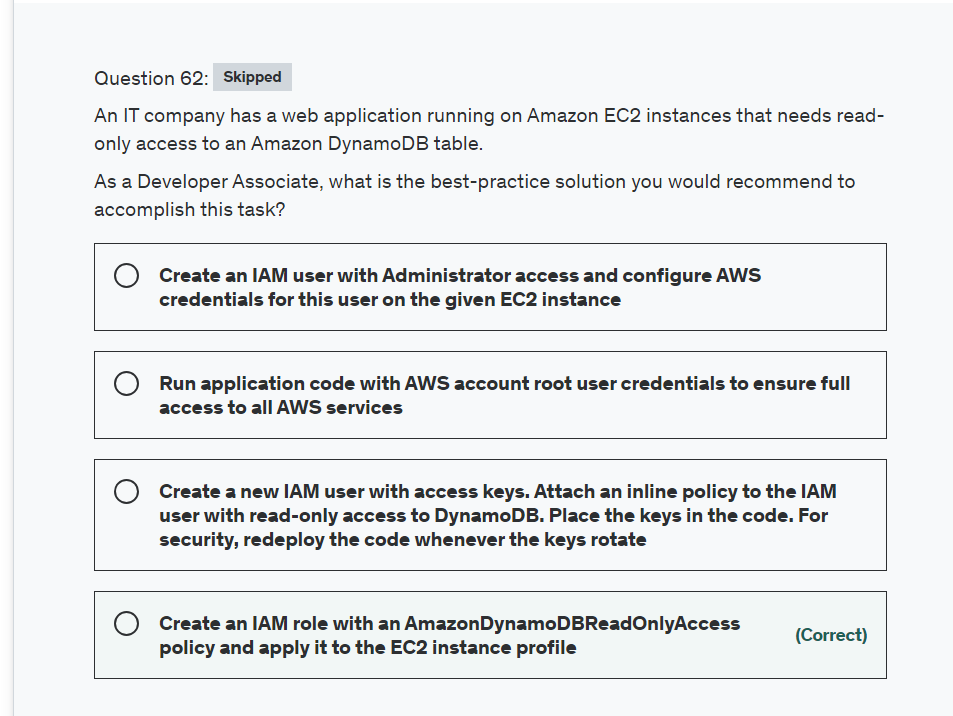 Question 62: Skipped
An IT company has a web application running on Amazon EC2 instances that needs read-
only access to an Amazon DynamoDB table.
As a Developer Associate, what is the best-practice solution you would recommend to
accomplish this task?
Create an IAM user with Administrator access and configure AWS
credentials for this user on the given EC2 instance
Run application code with AWS account root user credentials to ensure full
access to all AWS services
Create a new IAM user with access keys. Attach an inline policy to the IAM
user with read-only access to DynamoDB. Place the keys in the code. For
security, redeploy the code whenever the keys rotate
Create an IAM role with an AmazonDynamoDBReadOnlyAccess
policy and apply it to the EC2 instance profile
(Correct)